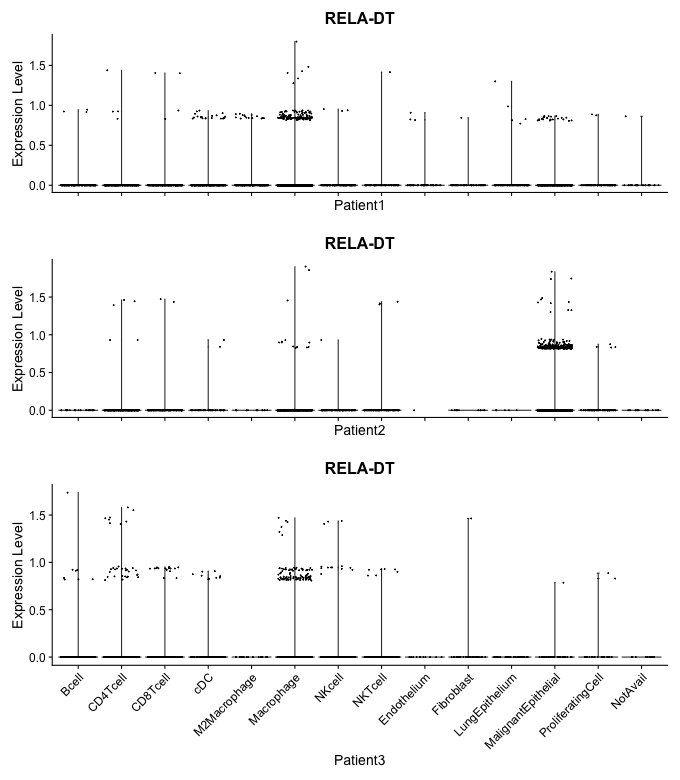 RELA-DT
Expression Level
1.5
1.0
0.5
0.0
Patient1
RELA-DT
Expression Level
1.5
1.0
0.5
0.0
Patient2
RELA-DT
Expression Level
1.5
1.0
0.5
0.0
Bcell
CD4Tcell
CD8Tcell
cDC
M2Macrophage
Macrophage
NKcell
NKTcell
Endothelium
Fibroblast
LungEpithelium
MalignantEpithelial
ProliferatingCell
NotAvail
Patient3